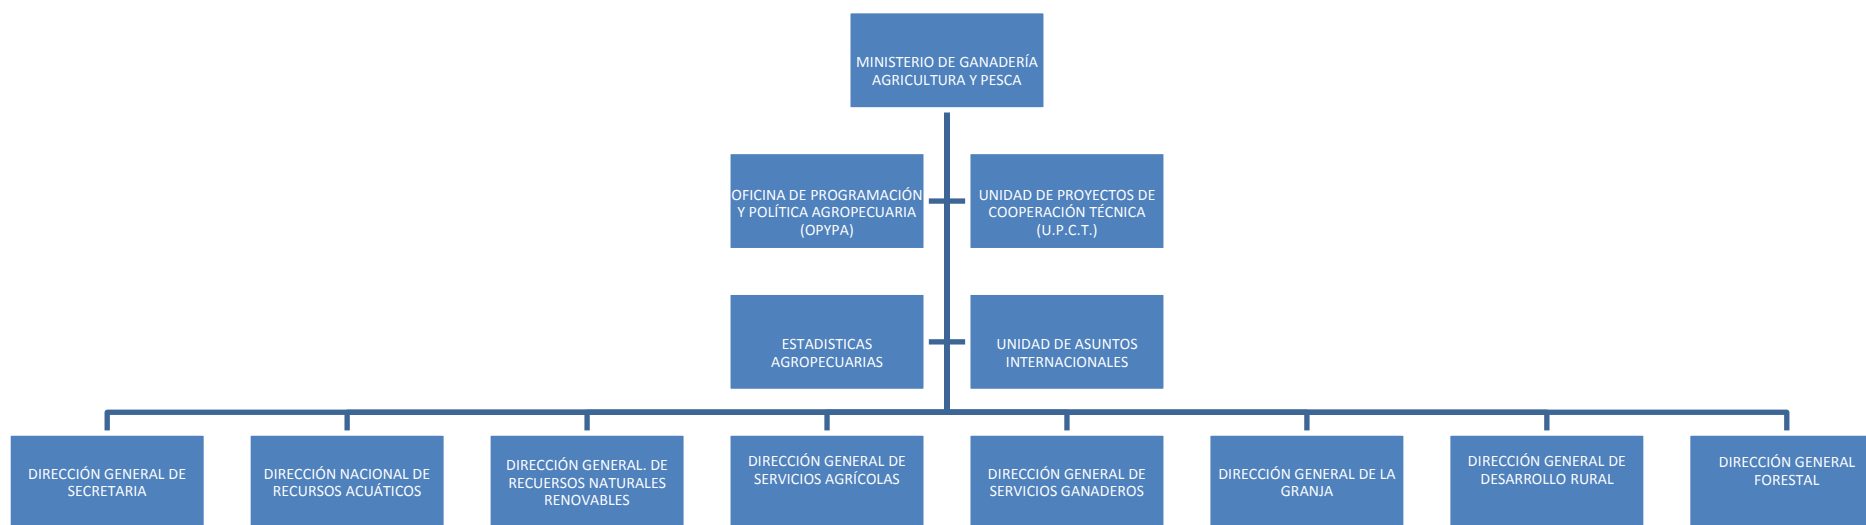 MINISTERIO DE GANADERÍA
AGRICULTURA Y PESCA
OFICINA DE PROGRAMACIÓN
Y POLÍTICA AGROPECUARIA
(OPYPA)
UNIDAD DE PROYECTOS DE
COOPERACIÓN TÉCNICA
(U.P.C.T.)
ESTADISTICAS
AGROPECUARIAS
UNIDAD DE ASUNTOS
INTERNACIONALES
DIRECCIÓN GENERAL DE
SECRETARIA
DIRECCIÓN NACIONAL DE
RECURSOS ACUÁTICOS
DIRECCIÓN GENERAL. DE
RECUERSOS NATURALES
RENOVABLES
DIRECCIÓN GENERAL DE
SERVICIOS AGRÍCOLAS
DIRECCIÓN GENERAL DE
SERVICIOS GANADEROS
DIRECCIÓN GENERAL DE LA
GRANJA
DIRECCIÓN GENERAL DE
DESARROLLO RURAL
DIRECCIÓN GENERAL
FORESTAL